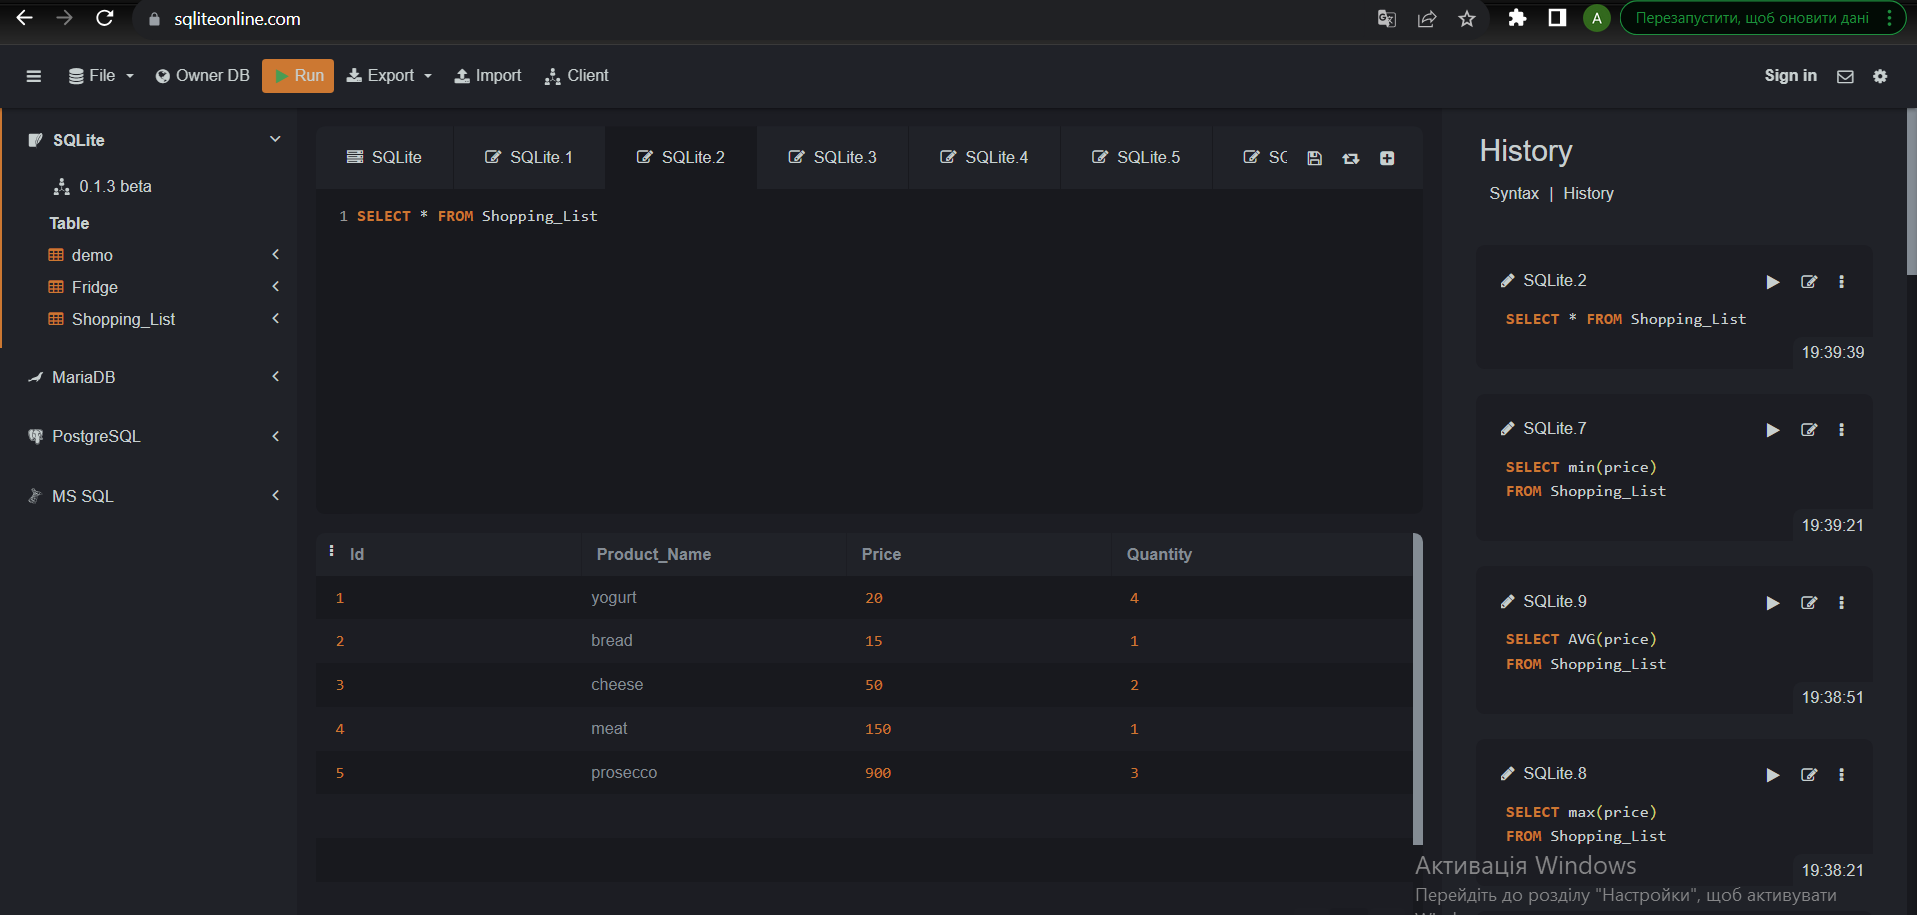 sqliteonline.com
A
Перезапустити, щоб оновити дані
File
Owner DB
Run
Export
Import
Client
Sign in
SQLite
0.1.3 beta
Table
demo
Fridge
Shopping_List
MariaDB
PostgreSQL
MS SQL
SQLite
SQLite.1
SQLite.2
SQLite.3
SQLite.4
SQLite.5
SQ
1 SELECT * FROM Shopping_List
Id Product_Name Price Quantity
1 yogurt 20 4
2 bread 15 1
3 cheese 50 2
4 meat 150 1
5 prosecco 900 3
History
Syntax | History
SQLite.2
SELECT * FROM Shopping_List
19:39:39
SQLite.7
SELECT min(price)
FROM Shopping_List
19:39:21
SQLite.9
SELECT AVG(price)
FROM Shopping_List
19:38:51
SQLite.8
SELECT max(price)
FROM Shopping_List
19:38:21
Активація Windows
Перейдіть до розділу "Настройки", щоб активувати